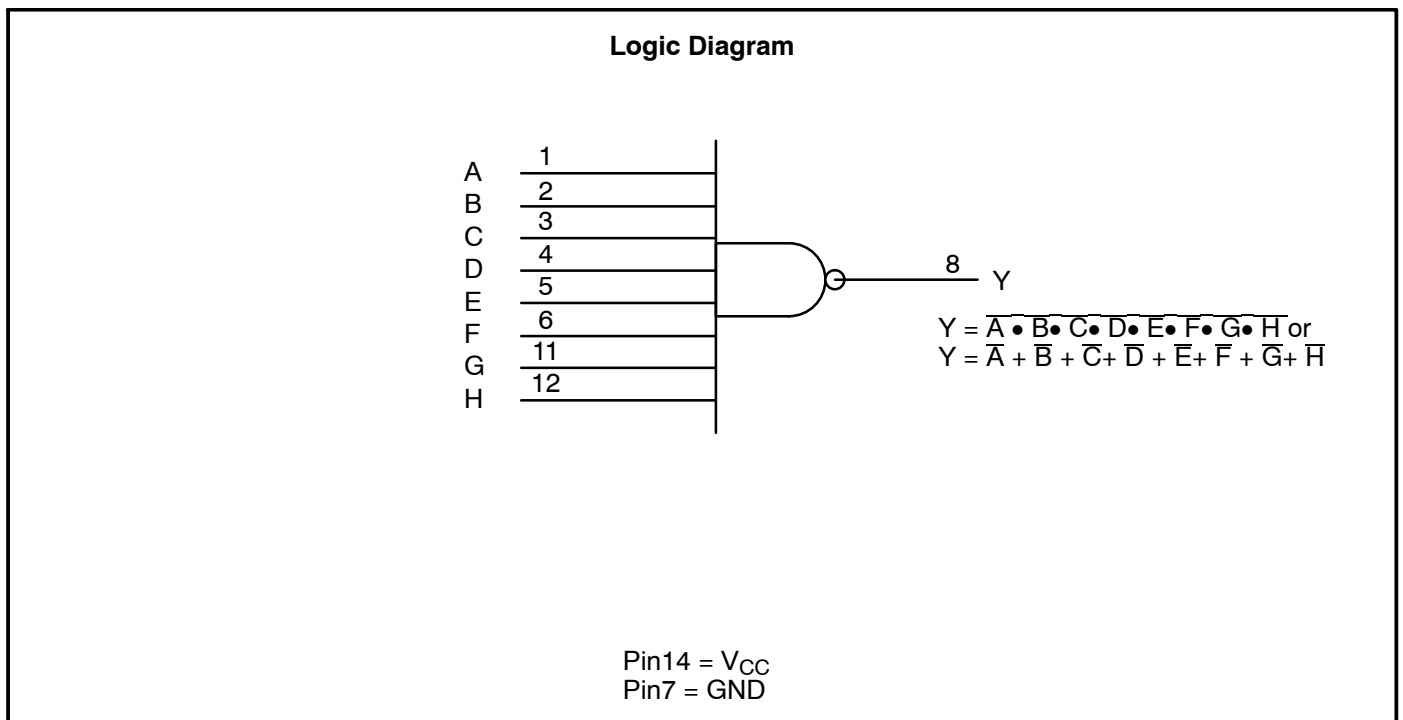 Logic Diagram
A 1
B 2
C 3
D 4
E 5
F 6
G 11
H 12
8 Y
Y = A̅ ̅•̅ ̅B̅•̅ ̅C̅•̅ ̅D̅•̅ ̅E̅•̅ ̅F̅•̅ ̅G̅•̅ ̅H̅ or
Y = A̅ + B̅ + C̅+ D̅ + E̅+ F̅ + G̅+ H̅
Pin14 = VCC
Pin7 = GND